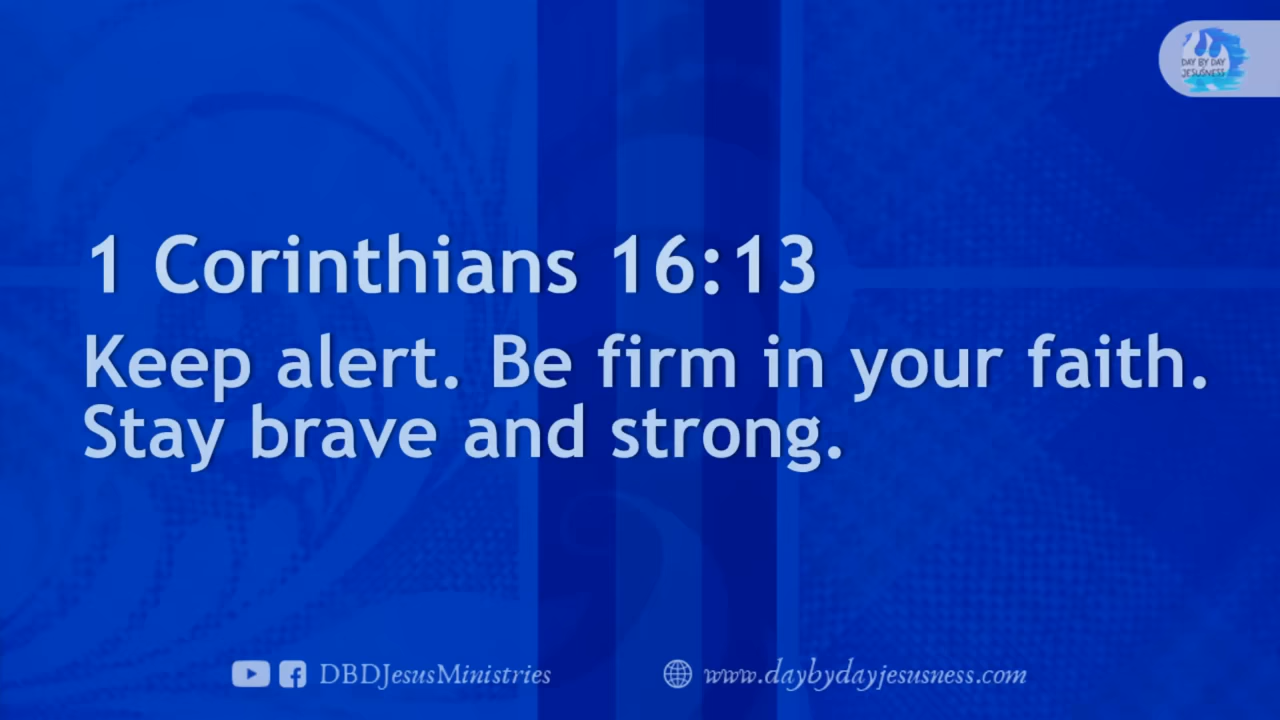 DAY BY DAY
JESUSNESS
1 Corinthians 16:13
Keep alert. Be firm in your faith.
Stay brave and strong.
DBDJesusMinistries
www.daybydayjesusness.com